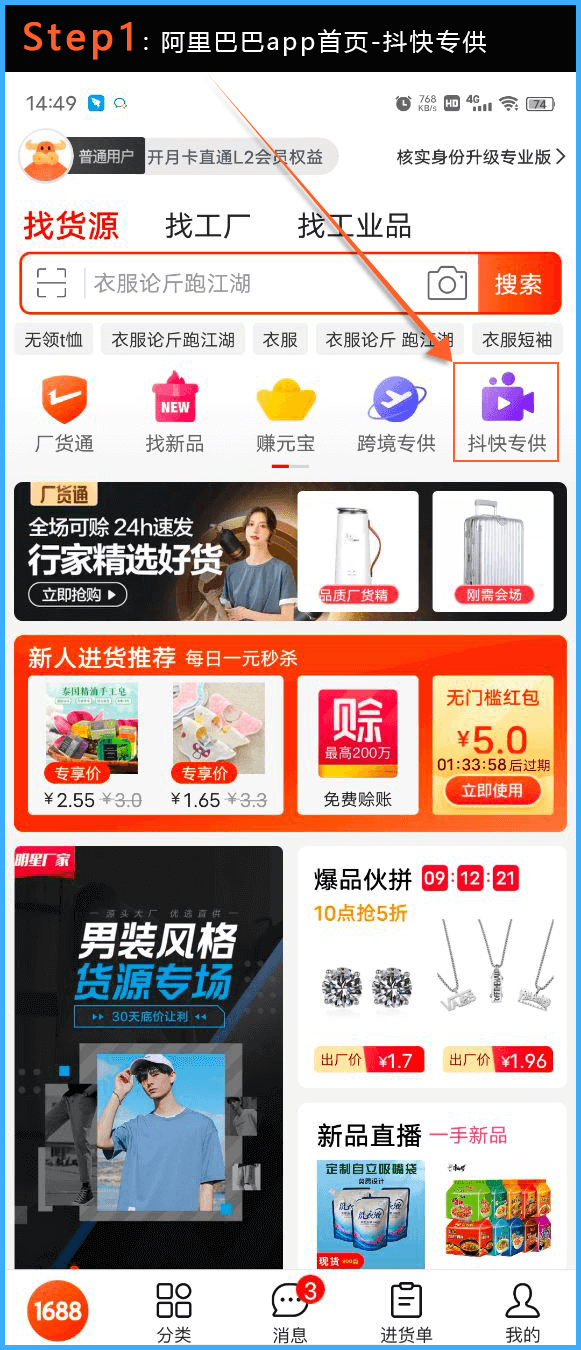 Step1: 阿里巴巴app首页-抖快专供
14:49
768 KB/s HD 4G 74
普通用户 开月卡直通L2会员权益 核实身份升级专业版
找货源 找工厂 找工业品
衣服论斤跑江湖 搜索
无领t恤 衣服论斤跑江湖 衣服 衣服论斤 跑江湖 衣服短袖
NEW
厂货通 找新品 赚元宝 跨境专供 抖快专供
厂货通
全场可赊 24h速发
行家精选好货
立即抢购
品质厂货精 刚需会场
新人进货推荐 每日一元秒杀
泰国精油手工皂
专享价 专享价
¥2.55 ¥3.0 ¥1.65 ¥3.3
赊
最高200万
免费赊账
无门槛红包
¥5.0
01:33:58后过期
立即使用
明星厂家
源头大厂 优选直供
男装风格
货源专场
30天底价让利
爆品伙拼 09:12:21
10点抢5折
出厂价 ¥1.7 出厂价 ¥1.96
新品直播 一手新品
定制自立吸嘴袋
免费设计
洗衣液
现货
1688 分类 消息 3 进货单 我的